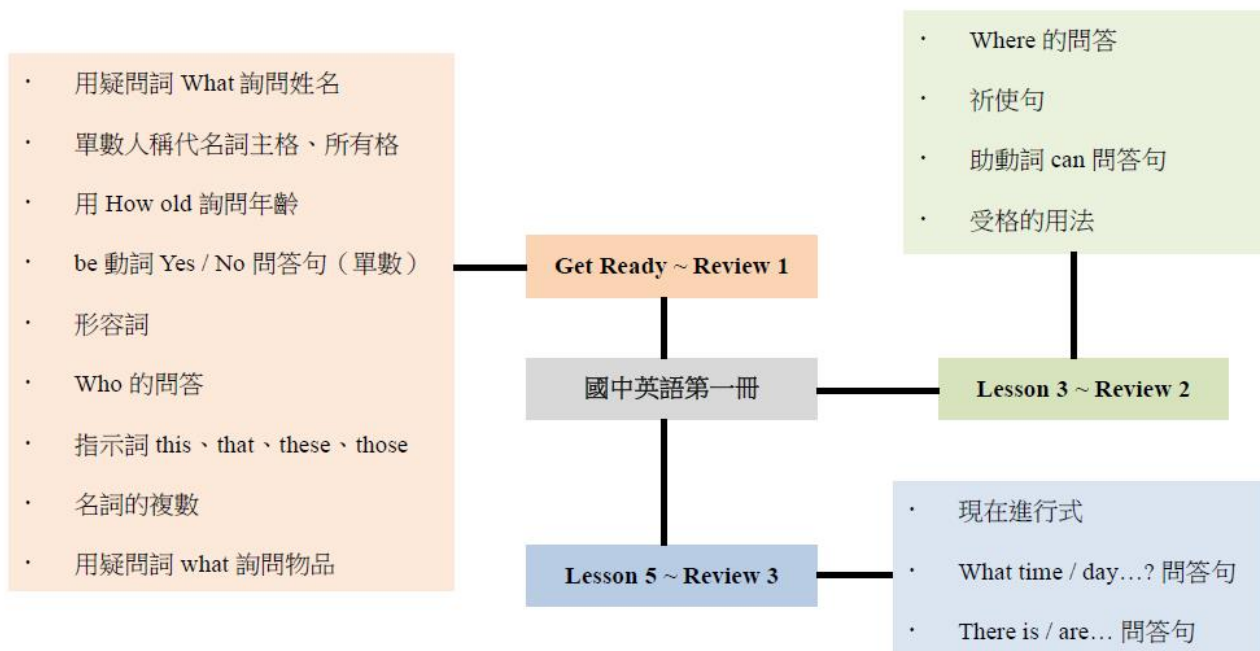 · 用疑問詞 What 詢問姓名
· 單數人稱代名詞主格、所有格
· 用 How old 詢問年齡
· be 動詞 Yes / No 問答句（單數）
· 形容詞
· Who 的問答
· 指示詞 this、that、these、those
· 名詞的複數
· 用疑問詞 what 詢問物品
Get Ready ~ Review 1
國中英語第一冊
· Where 的問答
· 祈使句
· 助動詞 can 問答句
· 受格的用法
Lesson 3 ~ Review 2
Lesson 5 ~ Review 3
· 現在進行式
· What time / day…? 問答句
· There is / are… 問答句